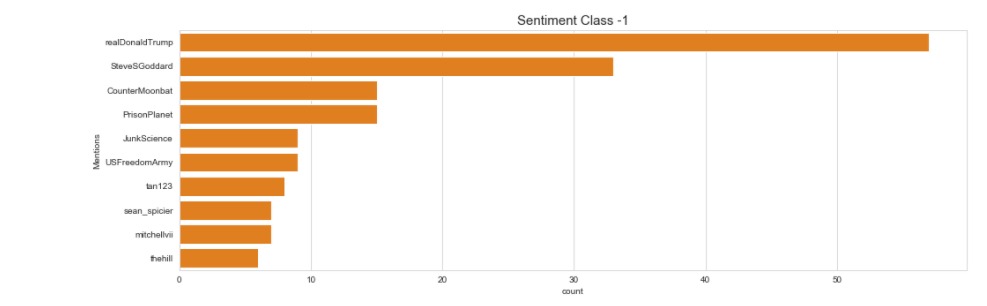 Sentiment Class -1
Mentions
realDonaldTrump
SteveSGoddard
CounterMoonbat
PrisonPlanet
JunkScience
USFreedomArmy
tan123
sean_spicier
mitchellvii
thehill
0 10 20 30 40 50
count